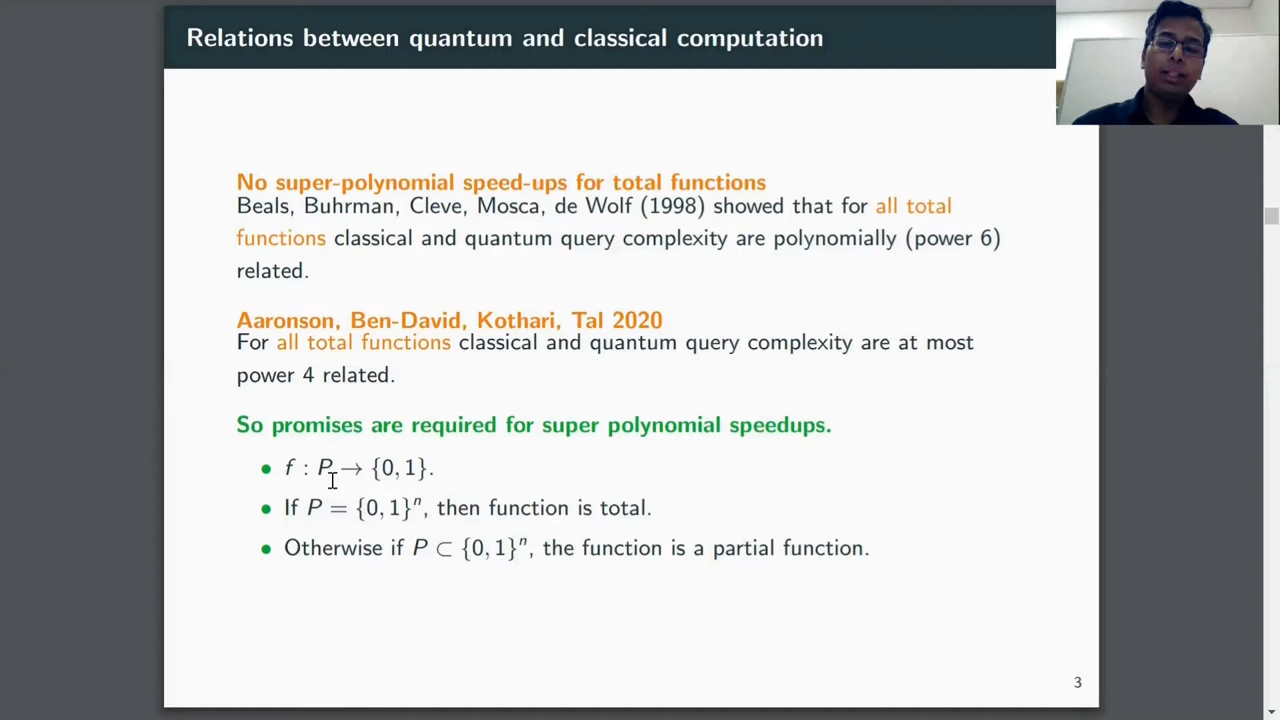 Relations between quantum and classical computation
No super-polynomial speed-ups for total functions
Beals, Buhrman, Cleve, Mosca, de Wolf (1998) showed that for all total
functions classical and quantum query complexity are polynomially (power 6)
related.
Aaronson, Ben-David, Kothari, Tal 2020
For all total functions classical and quantum query complexity are at most
power 4 related.
So promises are required for super polynomial speedups.
• f : P → {0, 1}.
• If P = {0, 1}ⁿ, then function is total.
• Otherwise if P ⊂ {0, 1}ⁿ, the function is a partial function.
3